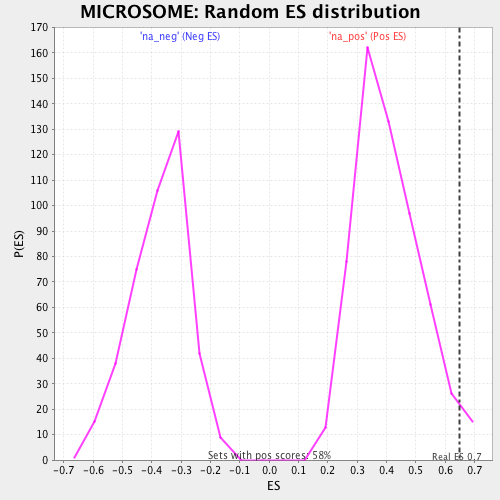 MICROSOME: Random ES distribution
'na_neg' (Neg ES)
'na_pos' (Pos ES)
170
160
150
140
130
120
110
100
90
80
70
60
50
40
30
20
10
0
P(ES)
Sets with pos scores: 58%
Real ES 0.7
-0.7 -0.6 -0.5 -0.4 -0.3 -0.2 -0.1 0.0 0.1 0.2 0.3 0.4 0.5 0.6 0.7
ES